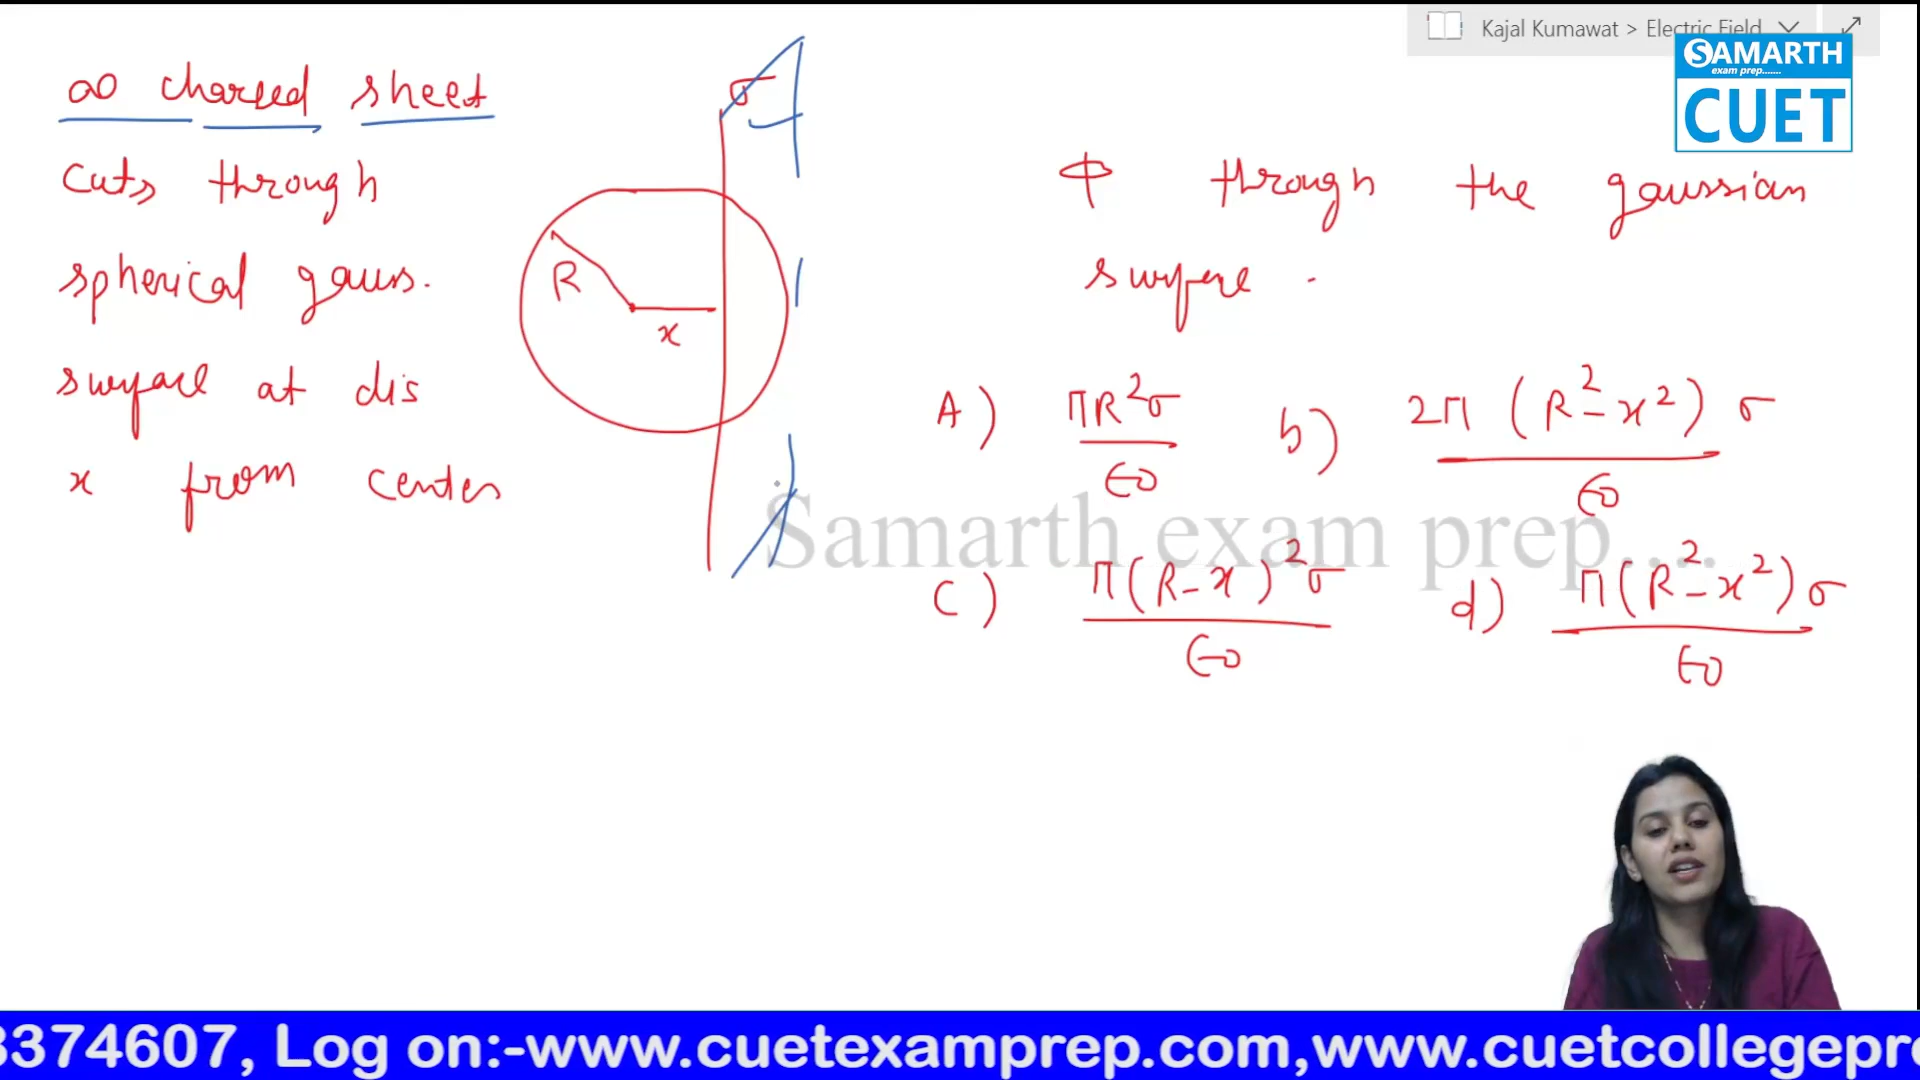 Kajal Kumawat > Electric Field
SAMARTH
exam prep.......
CUET
∞ charged sheet
cuts through
spherical gauss.
surface at dis
x from center
σ
R
x
Φ through the gaussian
surface .
A) πR²σ / ε0
b) 2π (R²-x²) σ / ε0
c) π(R-x)²σ / ε0
d) π(R²-x²)σ / ε0
Samarth exam prep....
3374607, Log on:-www.cuetexamprep.com,www.cuetcollegepre